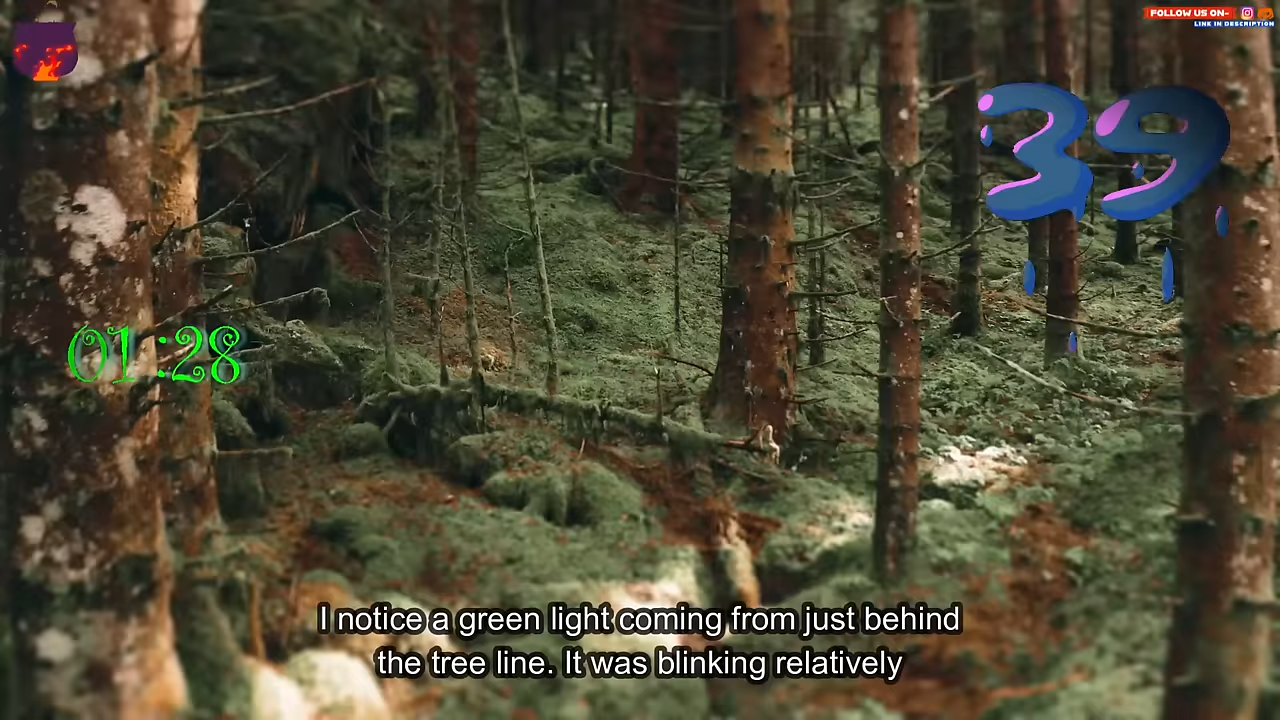 FOLLOW US ON-
LINK IN DESCRIPTION
39
01:28
I notice a green light coming from just behind
the tree line. It was blinking relatively